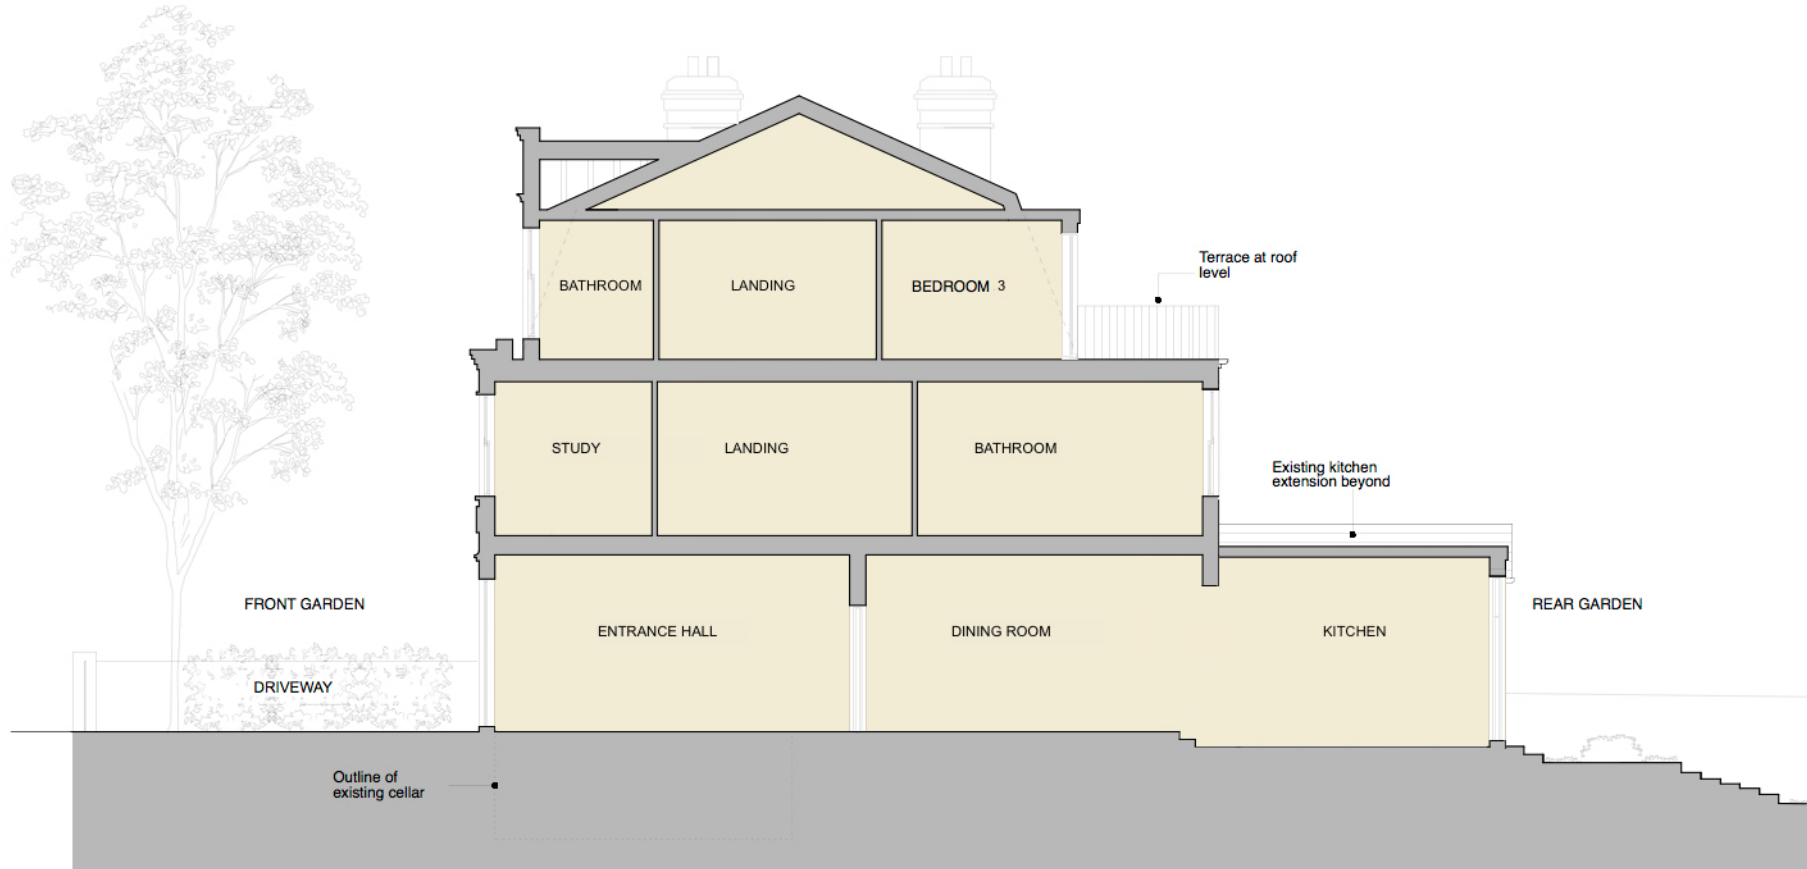 Terrace at roof
level
BATHROOM
LANDING
BEDROOM 3
STUDY
LANDING
BATHROOM
Existing kitchen
extension beyond
FRONT GARDEN
REAR GARDEN
ENTRANCE HALL
DINING ROOM
KITCHEN
DRIVEWAY
Outline of
existing cellar